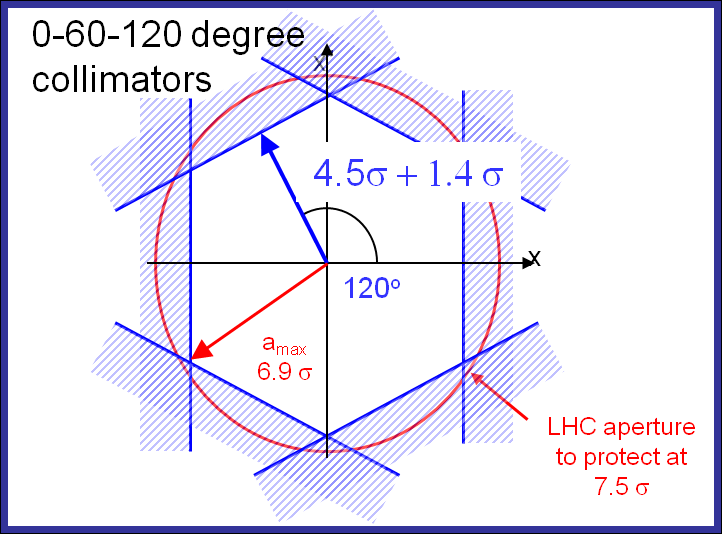 0-60-120 degree
collimators
x
4.5σ + 1.4 σ
x
120°
a_max
6.9 σ
LHC aperture
to protect at
7.5 σ